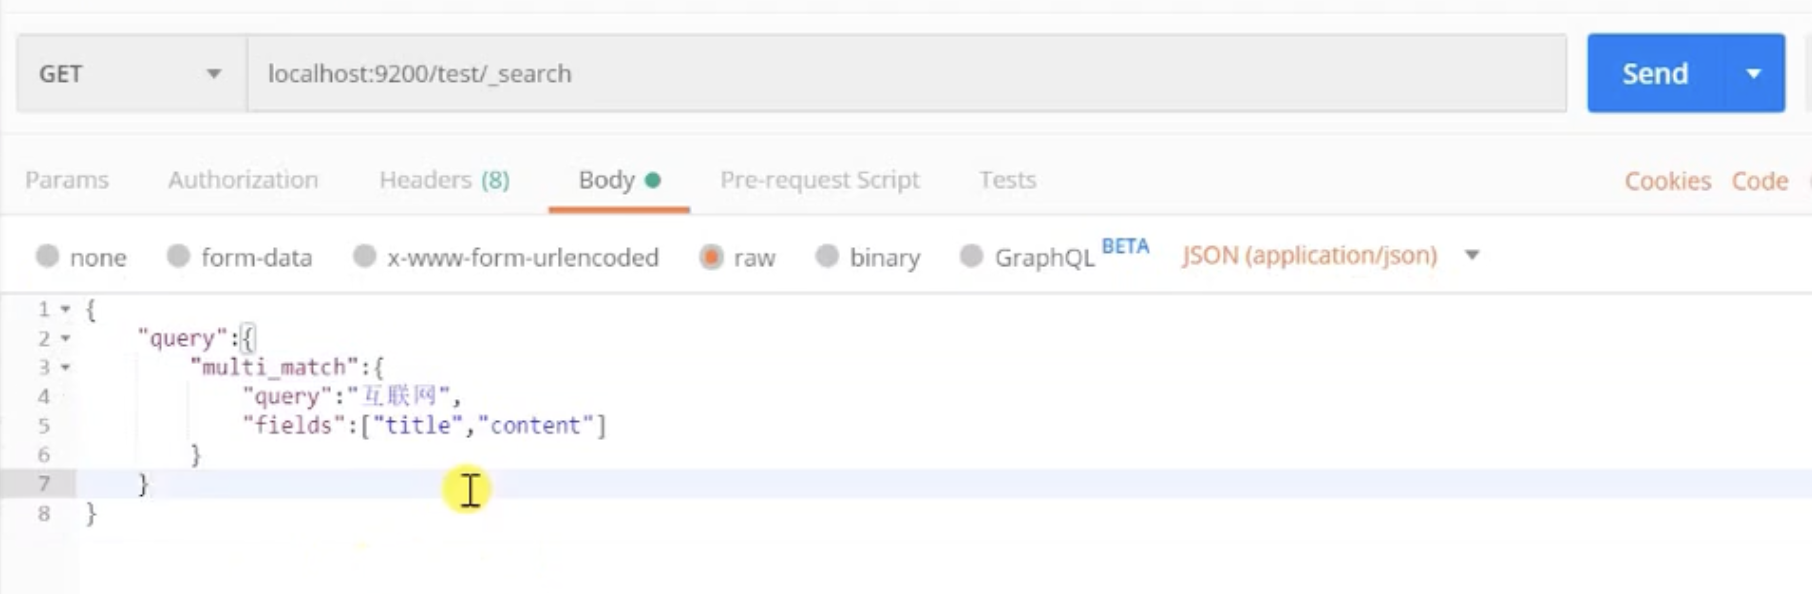 GET localhost:9200/test/_search Send
Params Authorization Headers (8) Body Pre-request Script Tests Cookies Code
none form-data x-www-form-urlencoded raw binary GraphQL BETA JSON (application/json)
1 {
2 "query":{
3 "multi_match":{
4 "query":"互联网",
5 "fields":["title","content"]
6 }
7 }
8 }